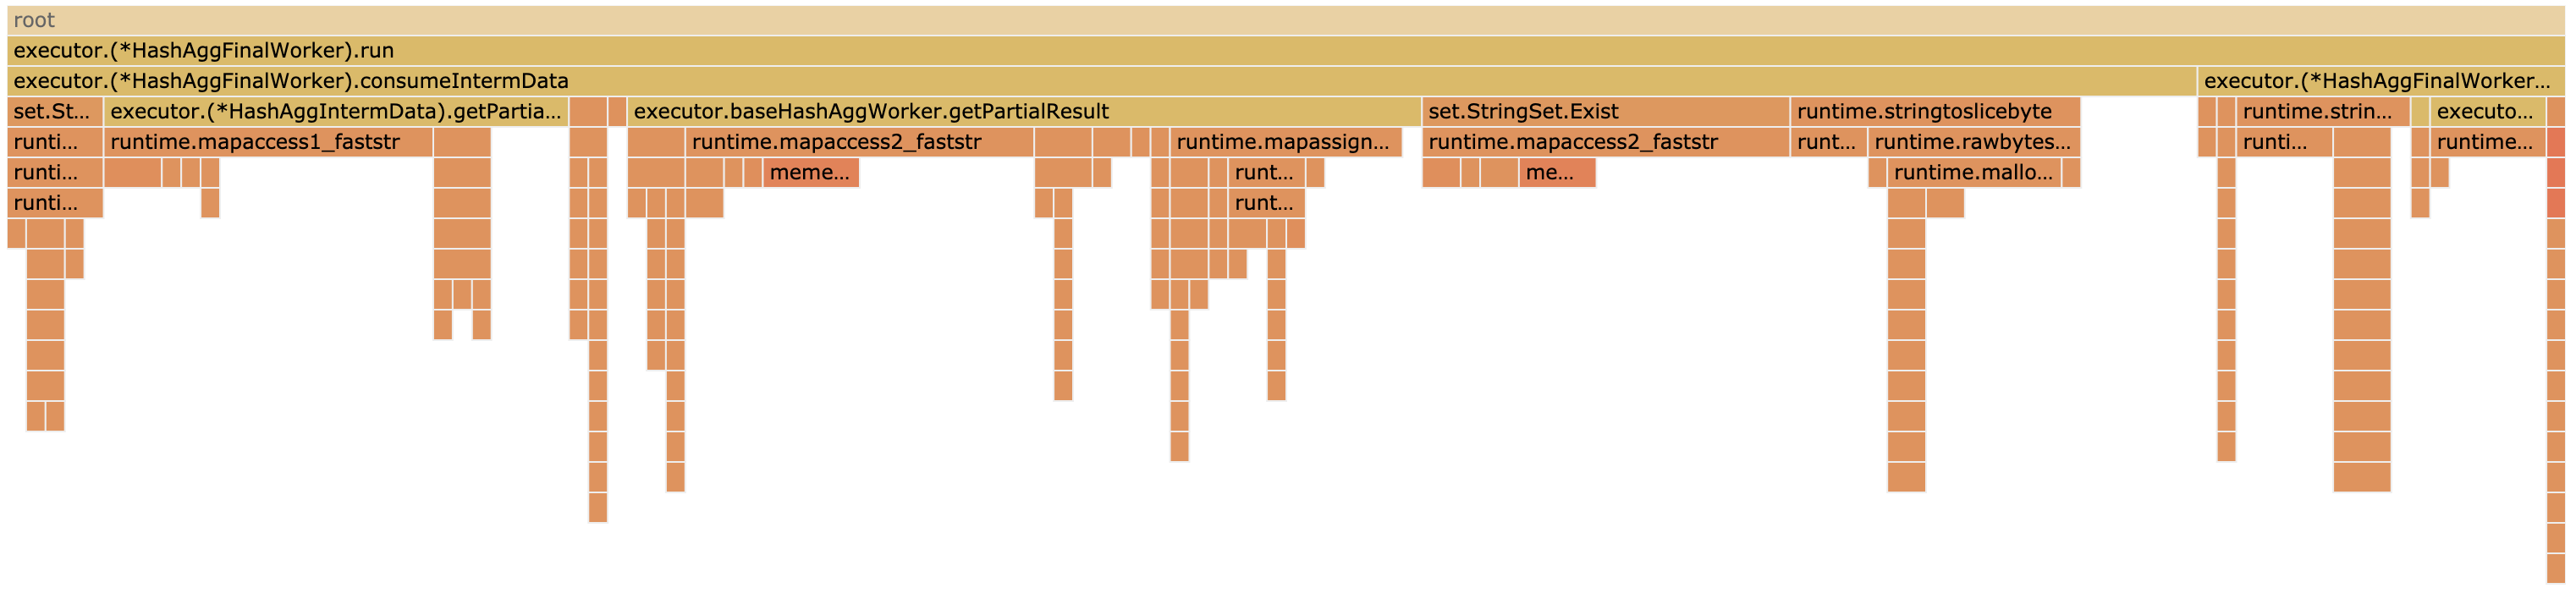 root
executor.(*HashAggFinalWorker).run
executor.(*HashAggFinalWorker).consumeIntermData executor.(*HashAggFinalWorker...
set.St... executor.(*HashAggIntermData).getPartia... executor.baseHashAggWorker.getPartialResult set.StringSet.Exist runtime.stringtoslicebyte runtime.strin... executo...
runti... runtime.mapaccess1_faststr runtime.mapaccess2_faststr runtime.mapassign... runtime.mapaccess2_faststr runt... runtime.rawbytes... runti... runtime...
runti... meme... runt... me... runtime.mallo...
runti... runt...